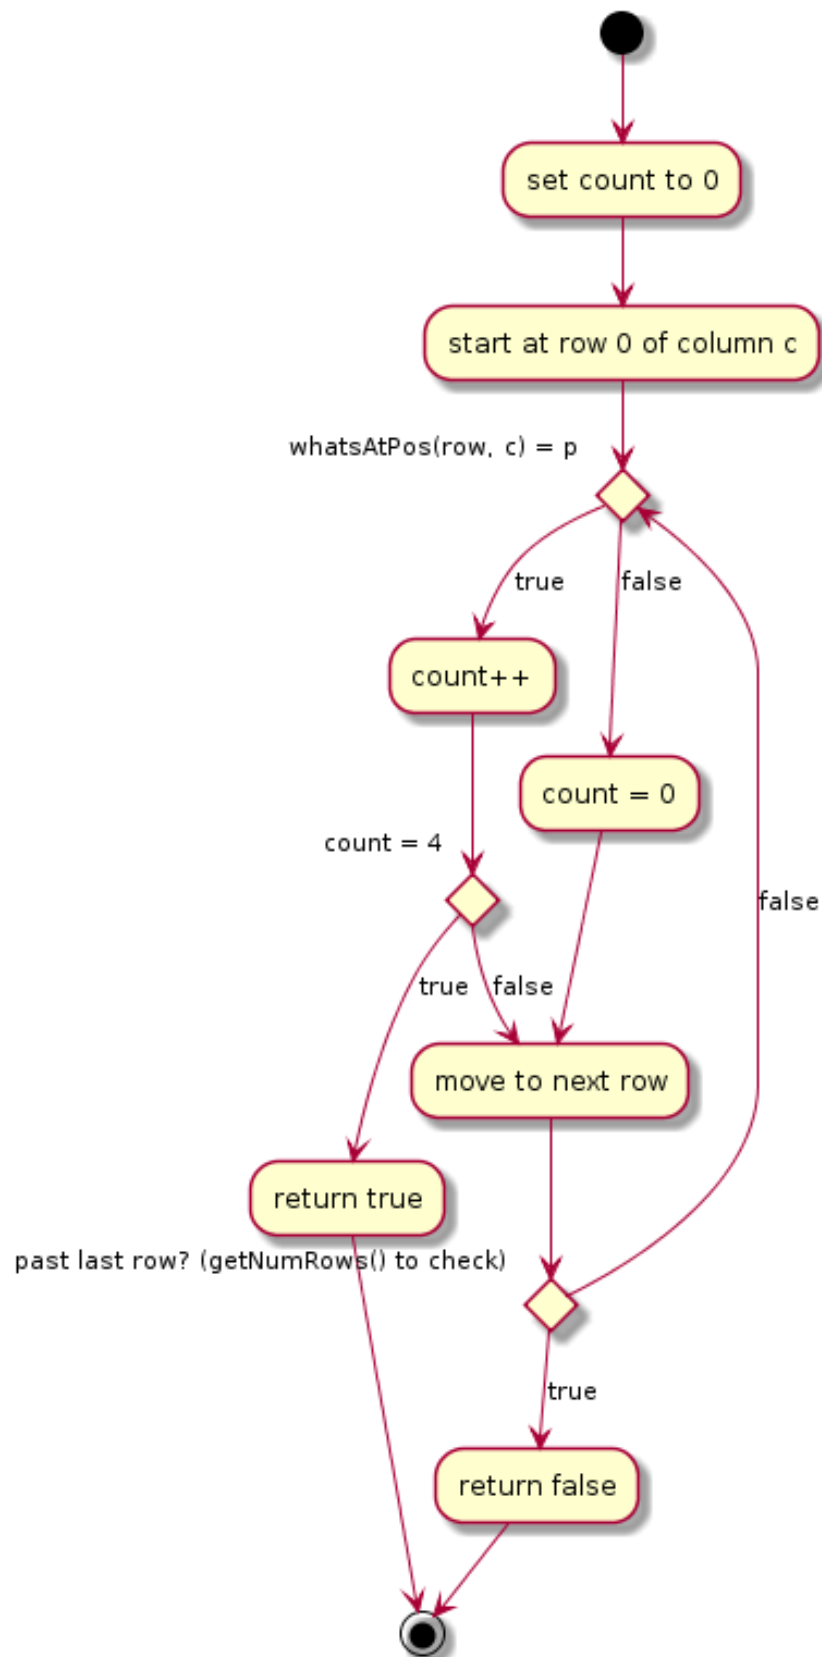 set count to 0
start at row 0 of column c
whatsAtPos(row, c) = p
true
false
count++
count = 0
count = 4
false
true
false
move to next row
return true
past last row? (getNumRows() to check)
true
return false